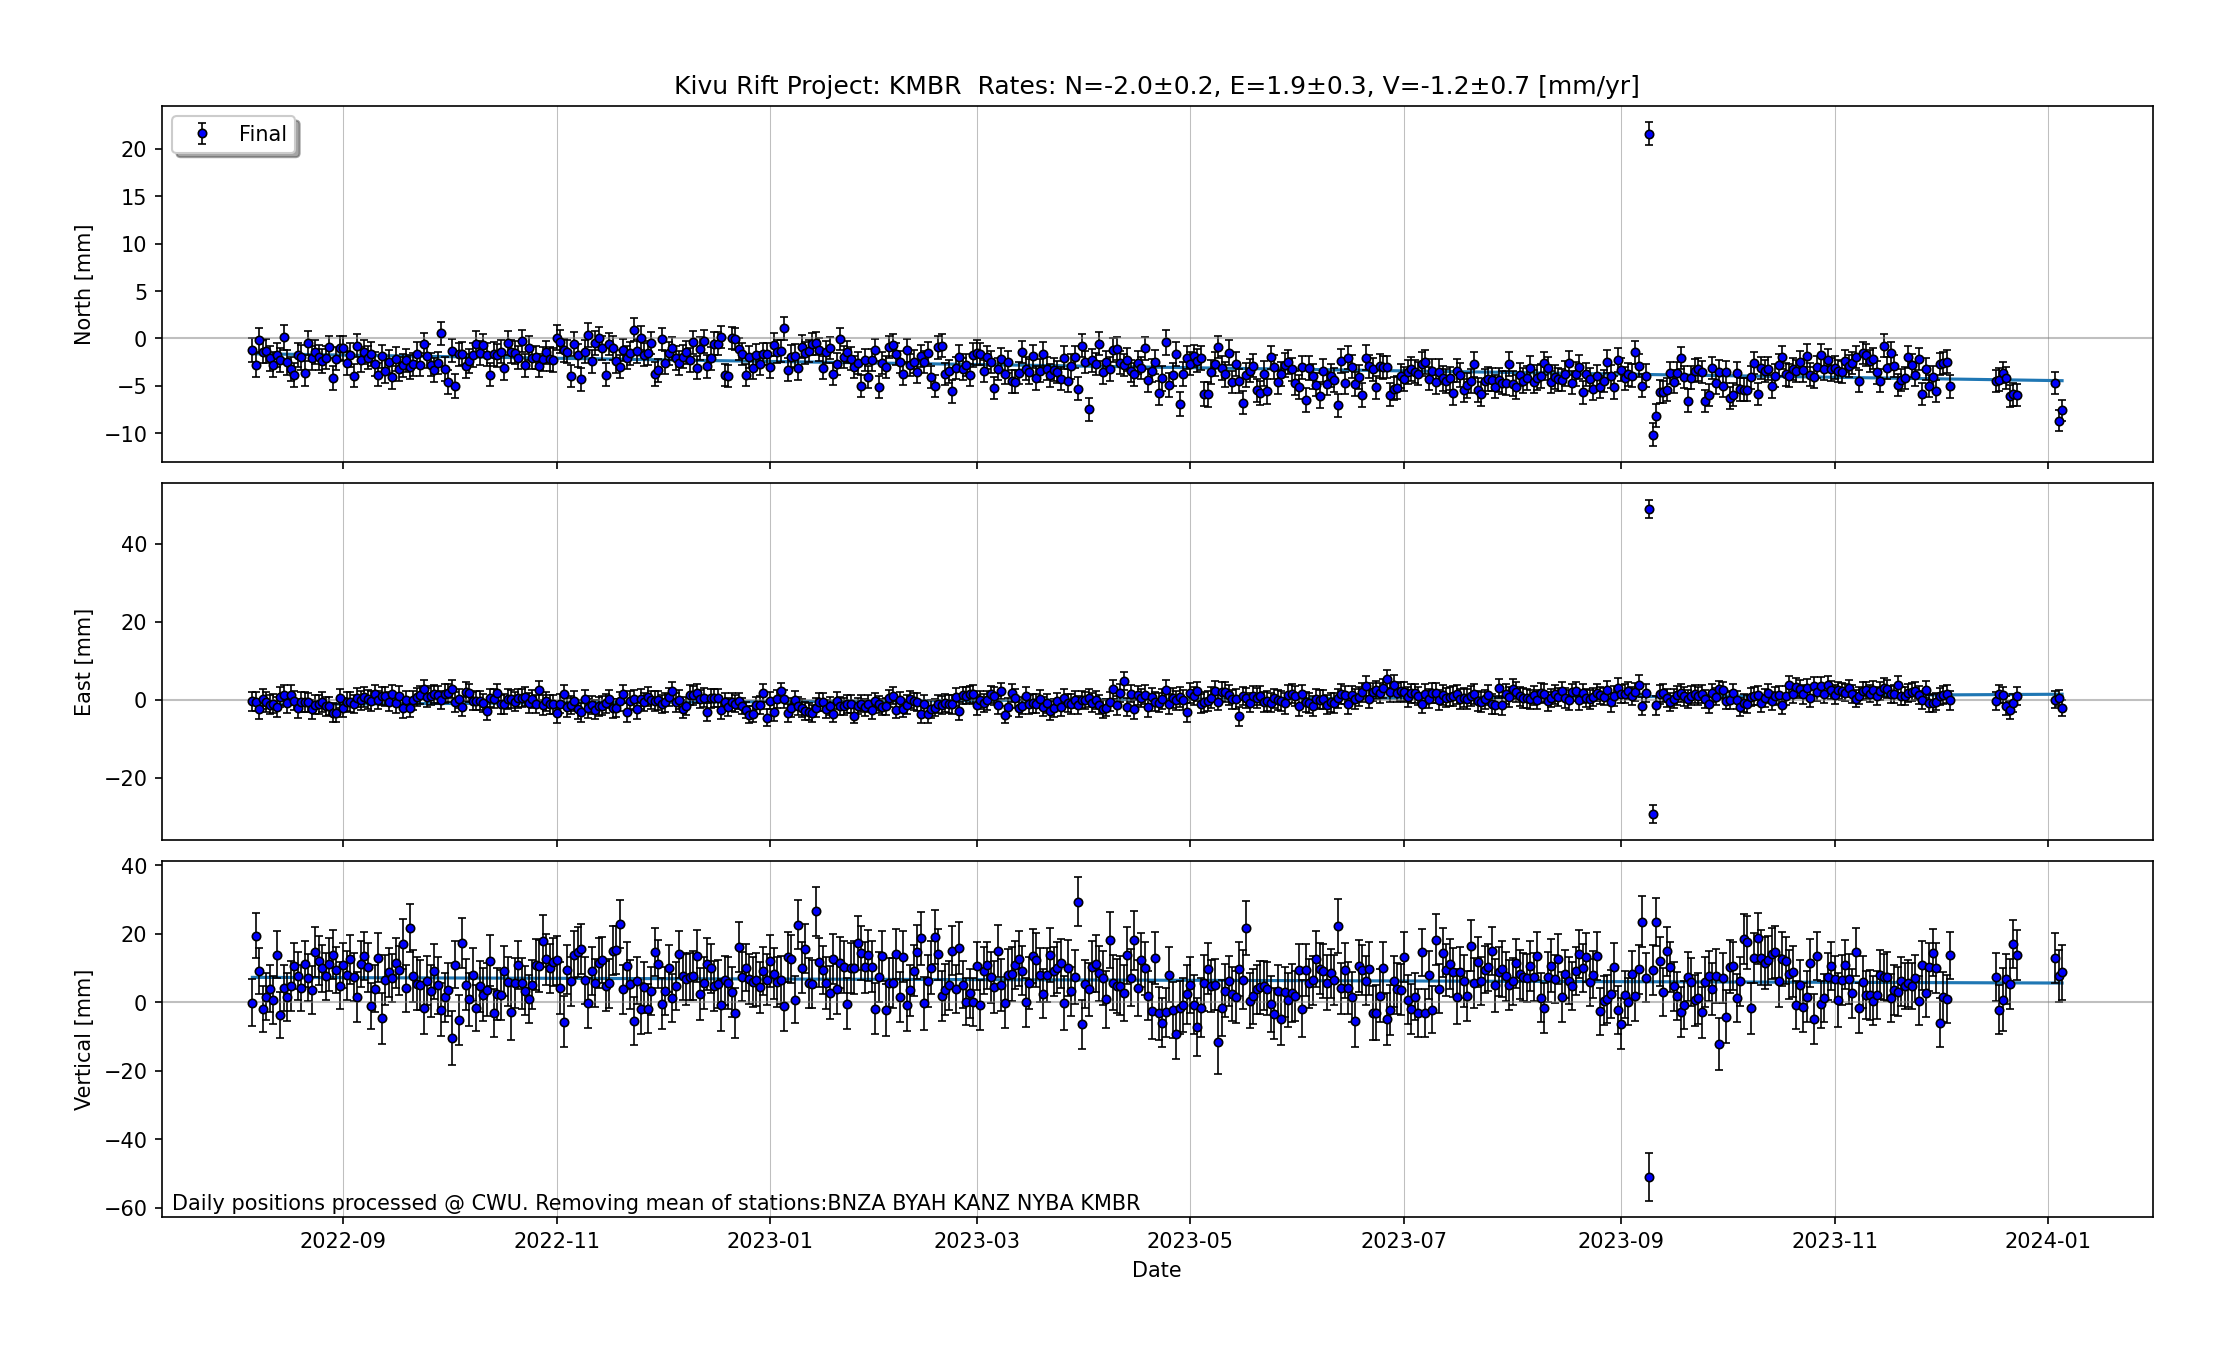 Kivu Rift Project: KMBR  Rates: N=-2.0±0.2, E=1.9±0.3, V=-1.2±0.7 [mm/yr]
Final
North [mm]
20
15
10
5
0
−5
−10
East [mm]
40
20
0
−20
Vertical [mm]
40
20
0
−20
−40
−60
Daily positions processed @ CWU. Removing mean of stations:BNZA BYAH KANZ NYBA KMBR
2022-09 2022-11 2023-01 2023-03 2023-05 2023-07 2023-09 2023-11 2024-01
Date